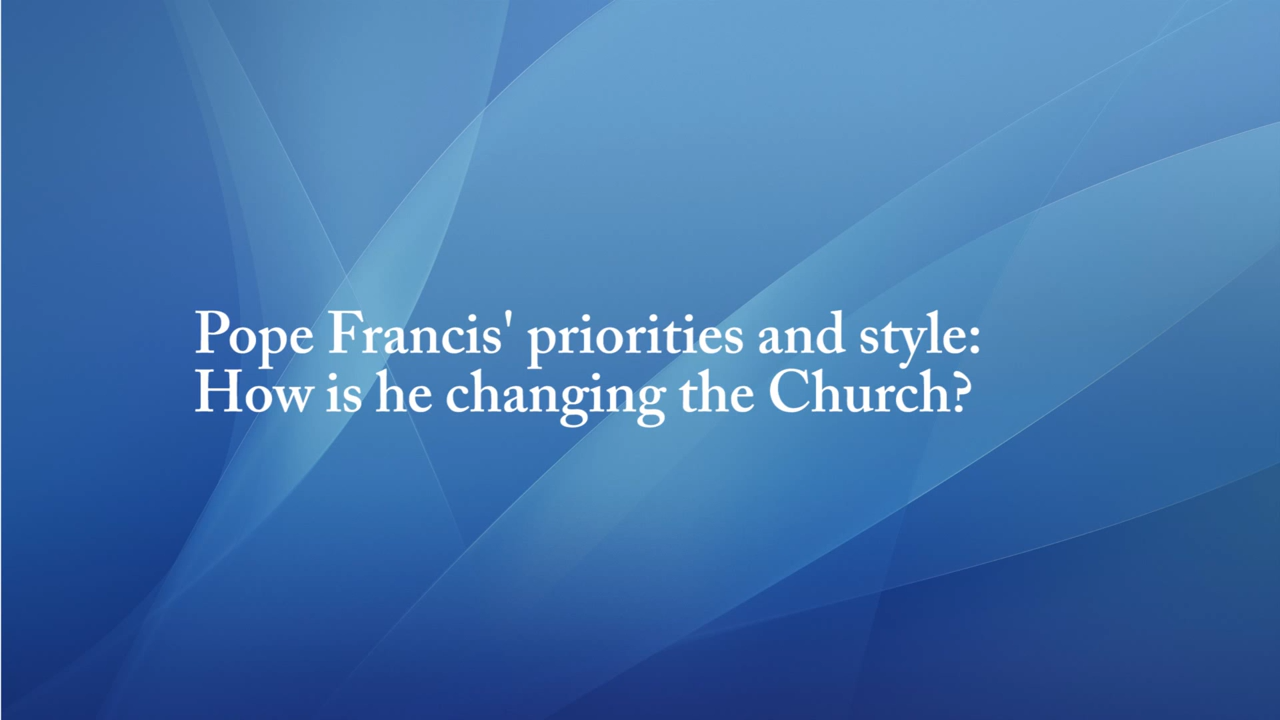 Pope Francis' priorities and style:
How is he changing the Church?